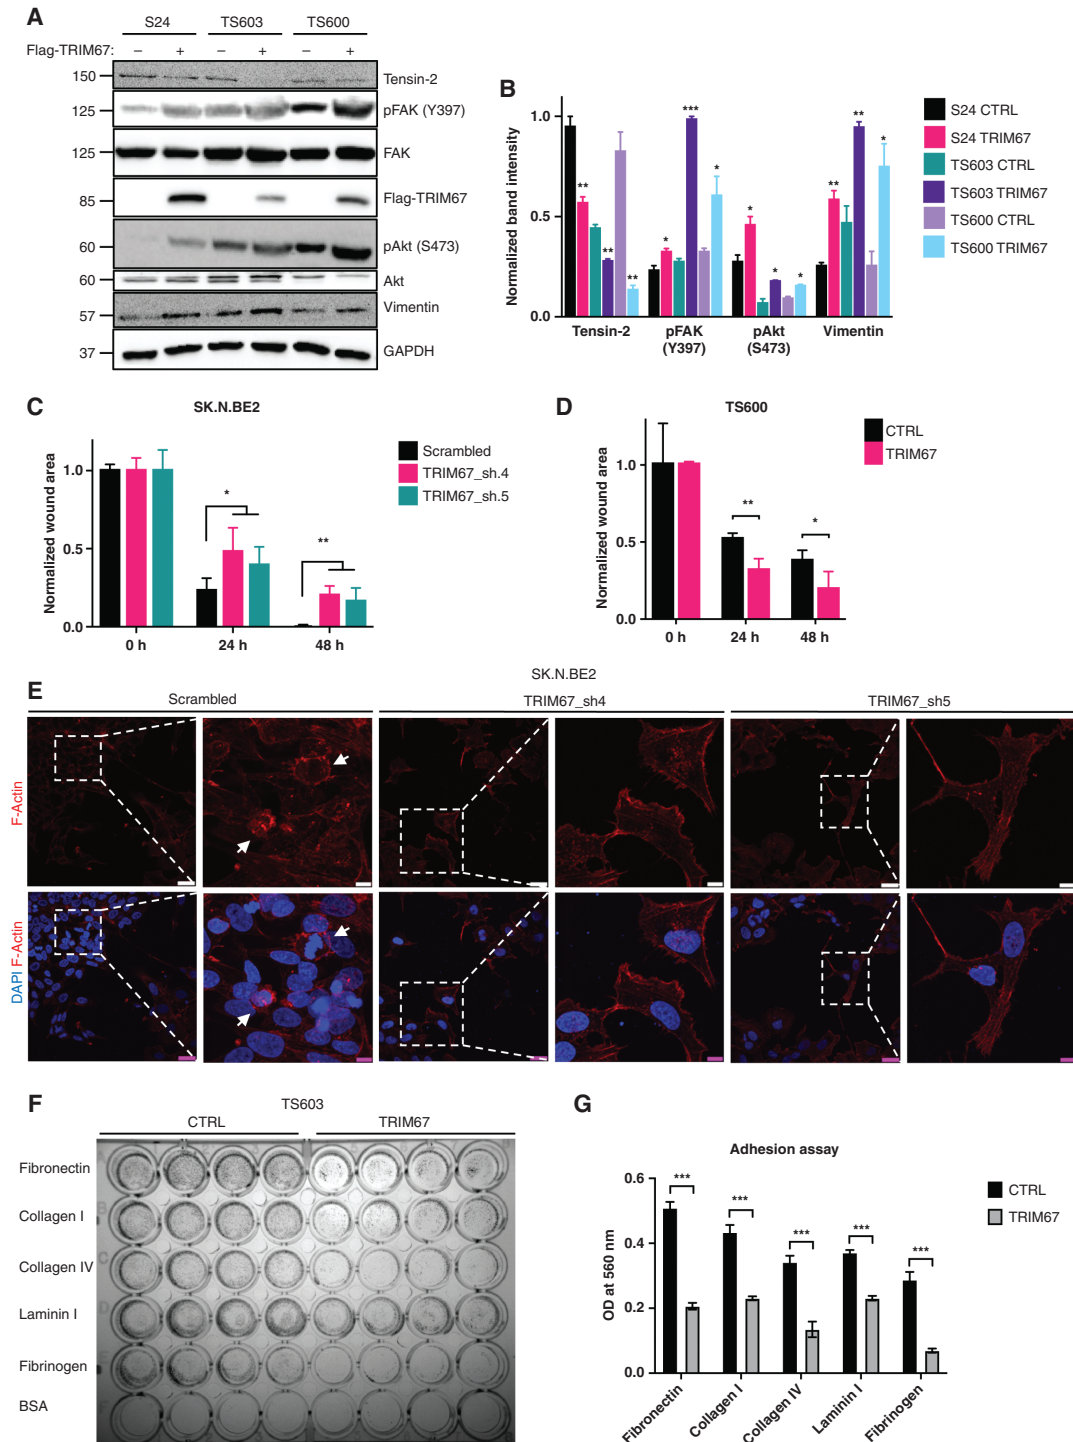 A
S24 TS603 TS600
Flag-TRIM67: – + – + – +
150 Tensin-2
125 pFAK (Y397)
125 FAK
85 Flag-TRIM67
60 pAkt (S473)
60 Akt
57 Vimentin
37 GAPDH
B
Normalized band intensity
1.0
0.5
0.0
** ** ** * *** * * * * ** ** *
Tensin-2 pFAK (Y397) pAkt (S473) Vimentin
S24 CTRL
S24 TRIM67
TS603 CTRL
TS603 TRIM67
TS600 CTRL
TS600 TRIM67
C
SK.N.BE2
Normalized wound area
1.0
0.5
0.0
* **
0 h 24 h 48 h
Scrambled
TRIM67_sh.4
TRIM67_sh.5
D
TS600
Normalized wound area
1.0
0.5
0.0
** *
0 h 24 h 48 h
CTRL
TRIM67
E
SK.N.BE2
Scrambled TRIM67_sh4 TRIM67_sh5
F-Actin
DAPI F-Actin
F
TS603
CTRL TRIM67
Fibronectin
Collagen I
Collagen IV
Laminin I
Fibrinogen
BSA
G
Adhesion assay
OD at 560 nm
0.6
0.4
0.2
0.0
*** *** *** *** ***
Fibronectin Collagen I Collagen IV Laminin I Fibrinogen
CTRL
TRIM67